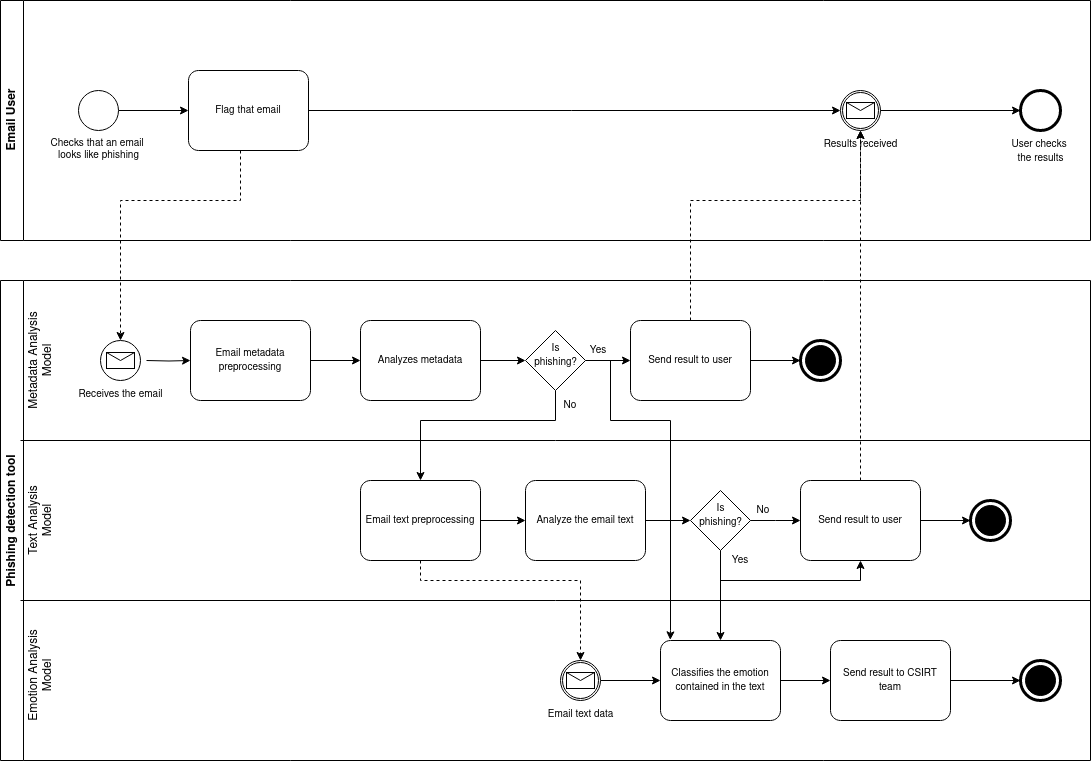 Email User
Checks that an email
looks like phishing
Flag that email
Results received
User checks
the results
Phishing detection tool
Metadata Analysis
Model
Receives the email
Email metadata
preprocessing
Analyzes metadata
Is
phishing?
Yes
No
Send result to user
Text Analysis
Model
Email text preprocessing
Analyze the email text
Is
phishing?
No
Yes
Send result to user
Emotion Analysis
Model
Email text data
Classifies the emotion
contained in the text
Send result to CSIRT
team